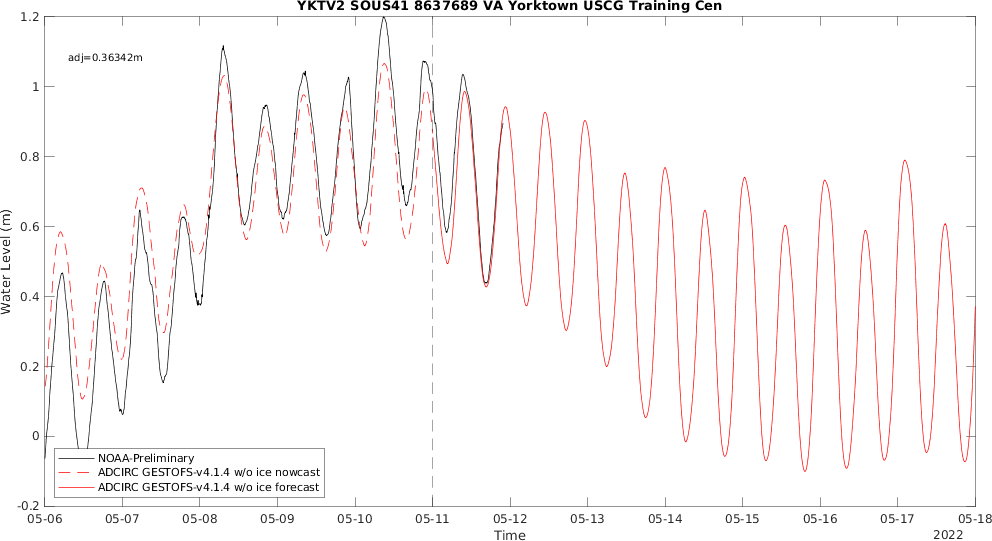 YKTV2 SOUS41 8637689 VA Yorktown USCG Training Cen
adj=0.36342m
Water Level (m)
1.2
1
0.8
0.6
0.4
0.2
0
-0.2
NOAA-Preliminary
ADCIRC GESTOFS-v4.1.4 w/o ice nowcast
ADCIRC GESTOFS-v4.1.4 w/o ice forecast
05-06 05-07 05-08 05-09 05-10 05-11 05-12 05-13 05-14 05-15 05-16 05-17 05-18
Time
2022